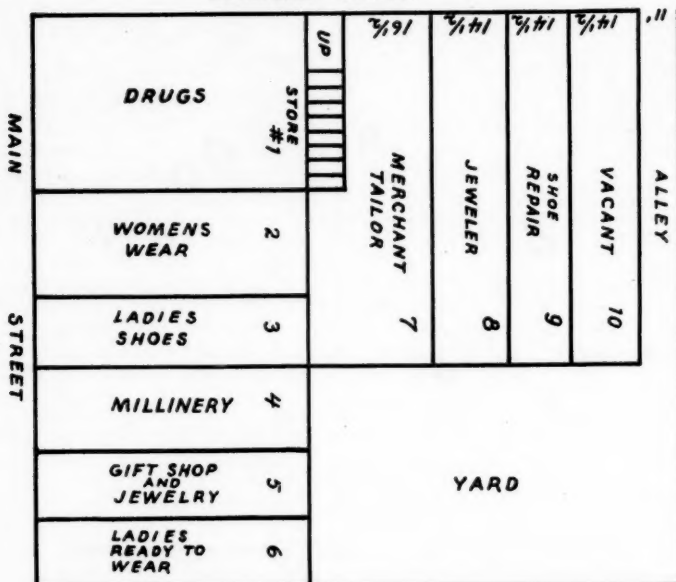 MAIN
STREET
DRUGS
STORE
#1
UP
WOMENS
WEAR
2
LADIES
SHOES
3
MILLINERY
4
GIFT SHOP
AND
JEWELRY
5
LADIES
READY TO
WEAR
6
16½
MERCHANT
TAILOR
7
14½
JEWELER
8
14½
SHOE
REPAIR
9
14½
VACANT
10
ALLEY
YARD